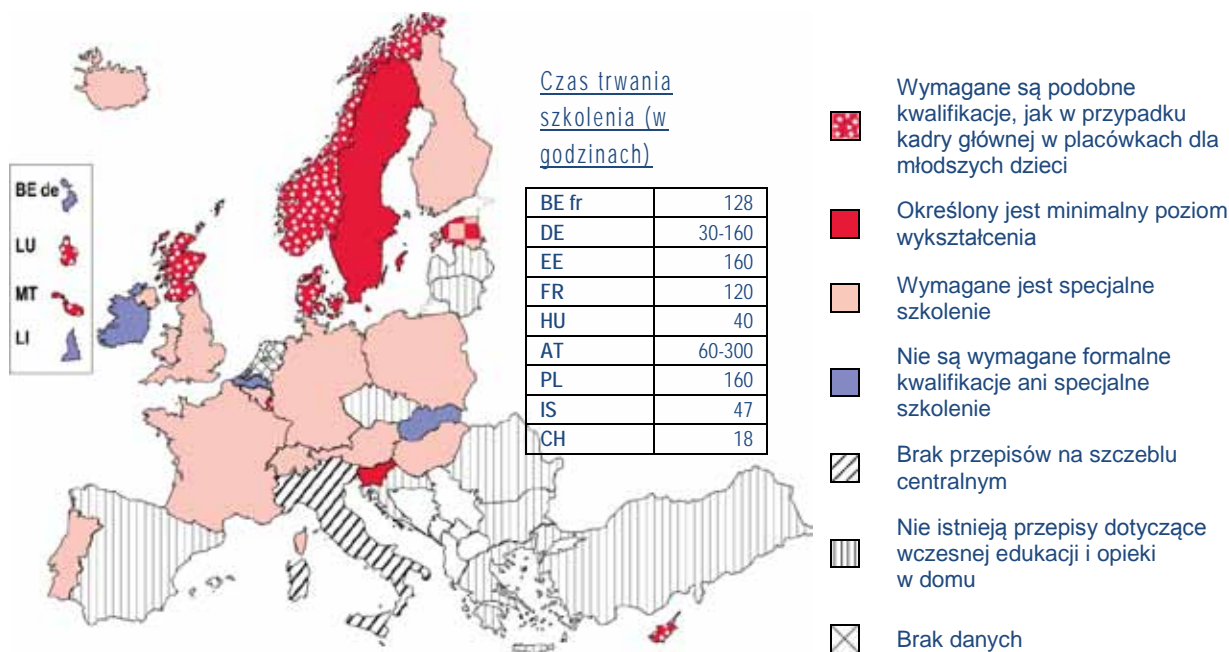 BE de
LU
MT
LI
Czas trwania
szkolenia (w
godzinach)
BE fr 128
DE 30-160
EE 160
FR 120
HU 40
AT 60-300
PL 160
IS 47
CH 18
Wymagane są podobne
kwalifikacje, jak w przypadku
kadry głównej w placówkach dla
młodszych dzieci
Określony jest minimalny poziom
wykształcenia
Wymagane jest specjalne
szkolenie
Nie są wymagane formalne
kwalifikacje ani specjalne
szkolenie
Brak przepisów na szczeblu
centralnym
Nie istnieją przepisy dotyczące
wczesnej edukacji i opieki
w domu
Brak danych